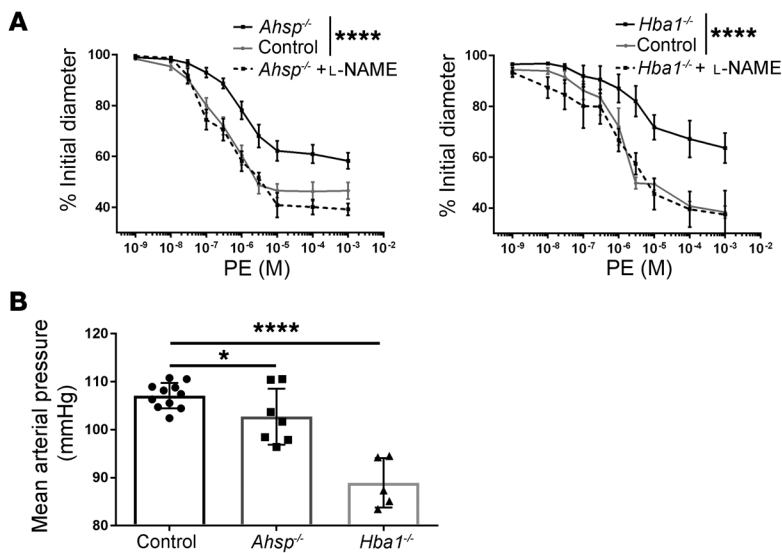 A
Ahsp-/-
Control
Ahsp-/- + L-NAME
****
% Initial diameter
100
80
60
40
10-9 10-8 10-7 10-6 10-5 10-4 10-3 10-2
PE (M)
Hba1-/-
Control
Hba1-/- + L-NAME
****
% Initial diameter
100
80
60
40
10-9 10-8 10-7 10-6 10-5 10-4 10-3 10-2
PE (M)
B
Mean arterial pressure
(mmHg)
120
110
100
90
80
****
*
Control Ahsp-/- Hba1-/-